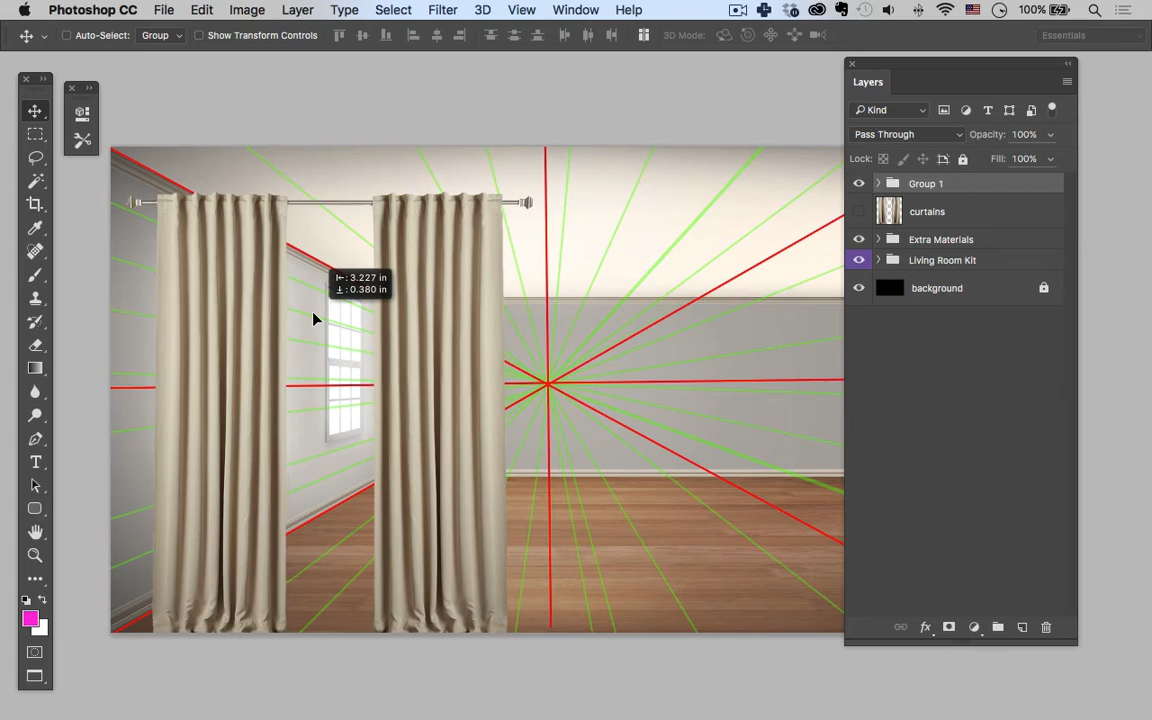 Photoshop CC File Edit Image Layer Type Select Filter 3D View Window Help 100%
Auto-Select: Group Show Transform Controls 3D Mode: Essentials
Layers
Kind
Pass Through Opacity: 100%
Lock: Fill: 100%
Group 1
curtains
Extra Materials
Living Room Kit
background
: 3.227 in
: 0.380 in
T
fx